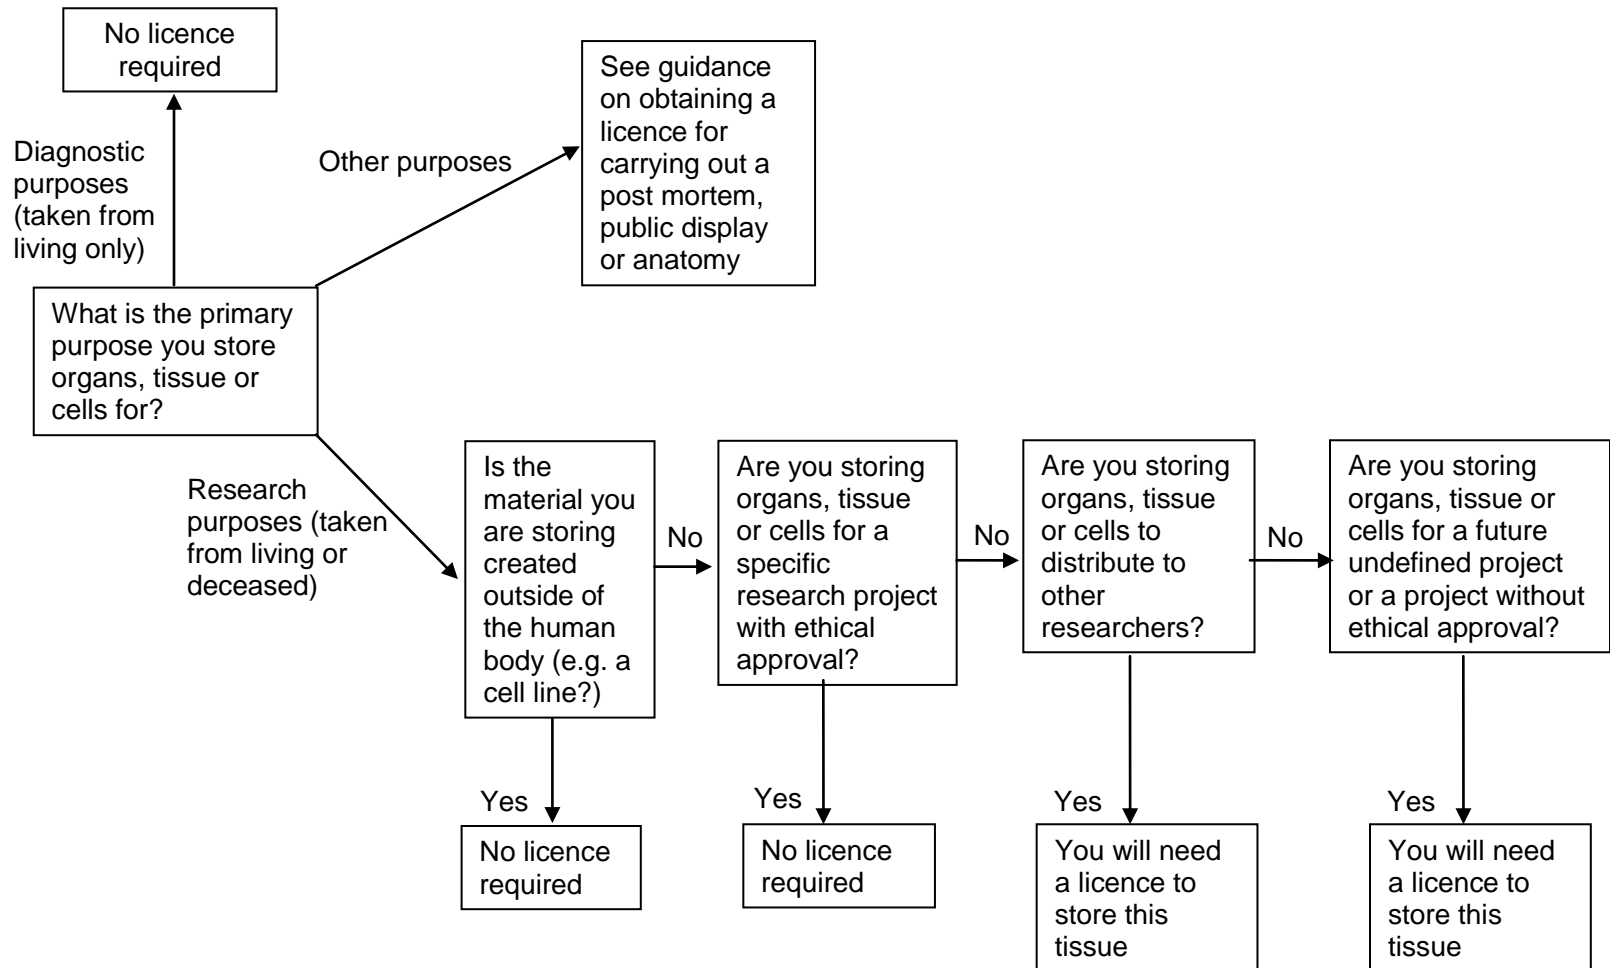 No licence
required
See guidance
on obtaining a
licence for
carrying out a
post mortem,
public display
or anatomy
Diagnostic
purposes
(taken from
living only)
Other purposes
What is the primary
purpose you store
organs, tissue or
cells for?
Research
purposes (taken
from living or
deceased)
Is the
material you
are storing
created
outside of
the human
body (e.g. a
cell line?)
No
Are you storing
organs, tissue
or cells for a
specific
research project
with ethical
approval?
No
Are you storing
organs, tissue
or cells to
distribute to
other
researchers?
No
Are you storing
organs, tissue or
cells for a future
undefined project
or a project without
ethical approval?
Yes
No licence
required
Yes
No licence
required
Yes
You will need
a licence to
store this
tissue
Yes
You will need
a licence to
store this
tissue